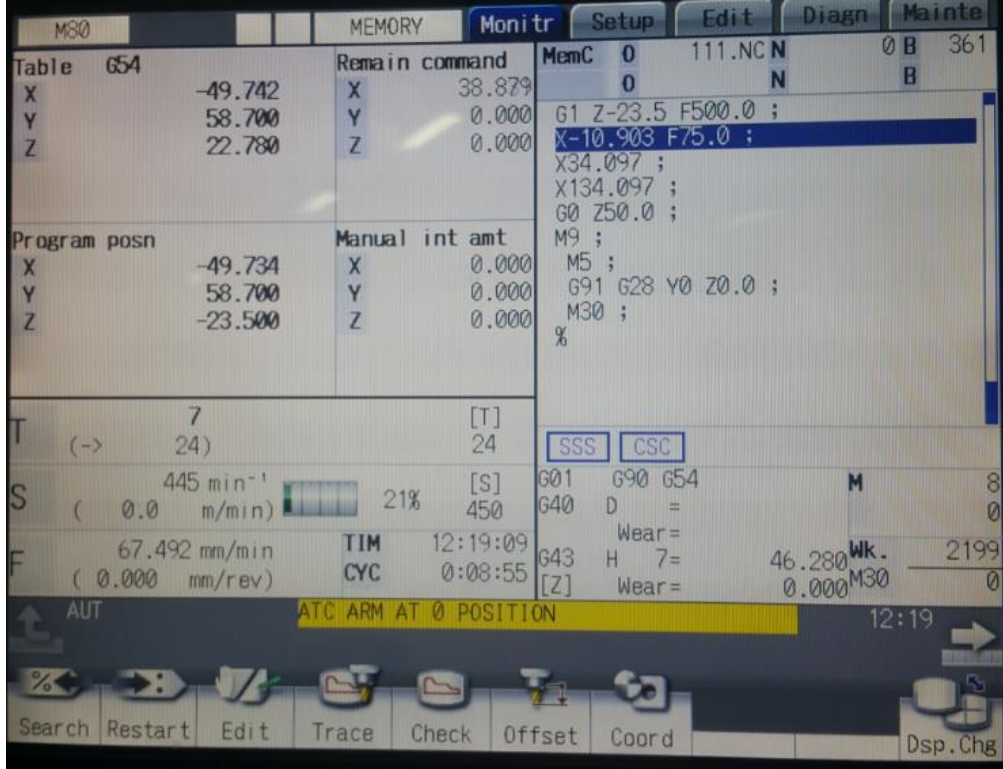 M80 MEMORY Monitr Setup Edit Diagn Mainte
Table G54
X -49.742
Y 58.700
Z 22.780
Remain command
X 38.879
Y 0.000
Z 0.000
Program posn
X -49.734
Y 58.700
Z -23.500
Manual int amt
X 0.000
Y 0.000
Z 0.000
MemC O 111.NC N 0 B 361
O N B
G1 Z-23.5 F500.0 ;
X-10.903 F75.0 ;
X34.097 ;
X134.097 ;
G0 Z50.0 ;
M9 ;
M5 ;
G91 G28 Y0 Z0.0 ;
M30 ;
%
T 7 [T]
(-> 24) 24
S 445 min⁻¹ 21% [S]
( 0.0 m/min) 450
F 67.492 mm/min TIM 12:19:09
( 0.000 mm/rev) CYC 0:08:55
SSS CSC
G01 G90 G54 M 8
G40 D = 0
Wear=
G43 H 7= 46.280 Wk. 2199
[Z] Wear= 0.000 M30 0
AUT ATC ARM AT 0 POSITION 12:19
Search Restart Edit Trace Check Offset Coord Dsp.Chg